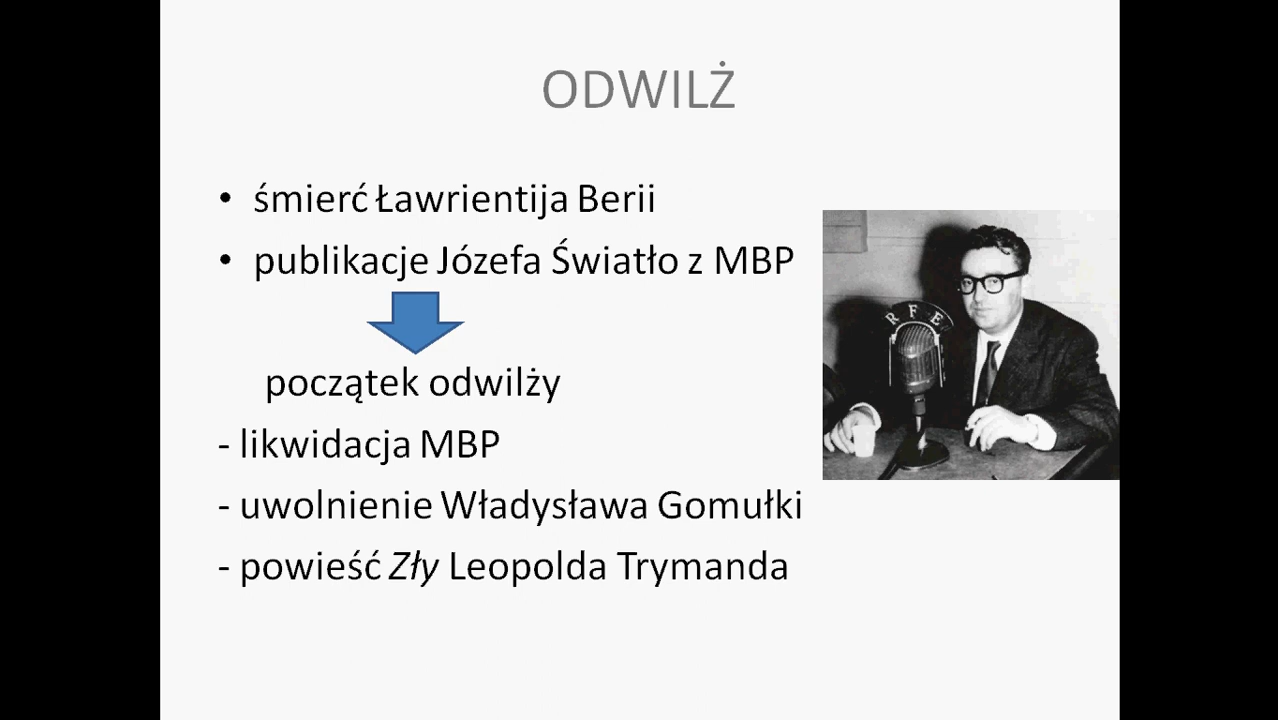 ODWILŻ
• śmierć Ławrientija Berii
• publikacje Józefa Światło z MBP
początek odwilży
- likwidacja MBP
- uwolnienie Władysława Gomułki
- powieść Zły Leopolda Trymanda
RFE